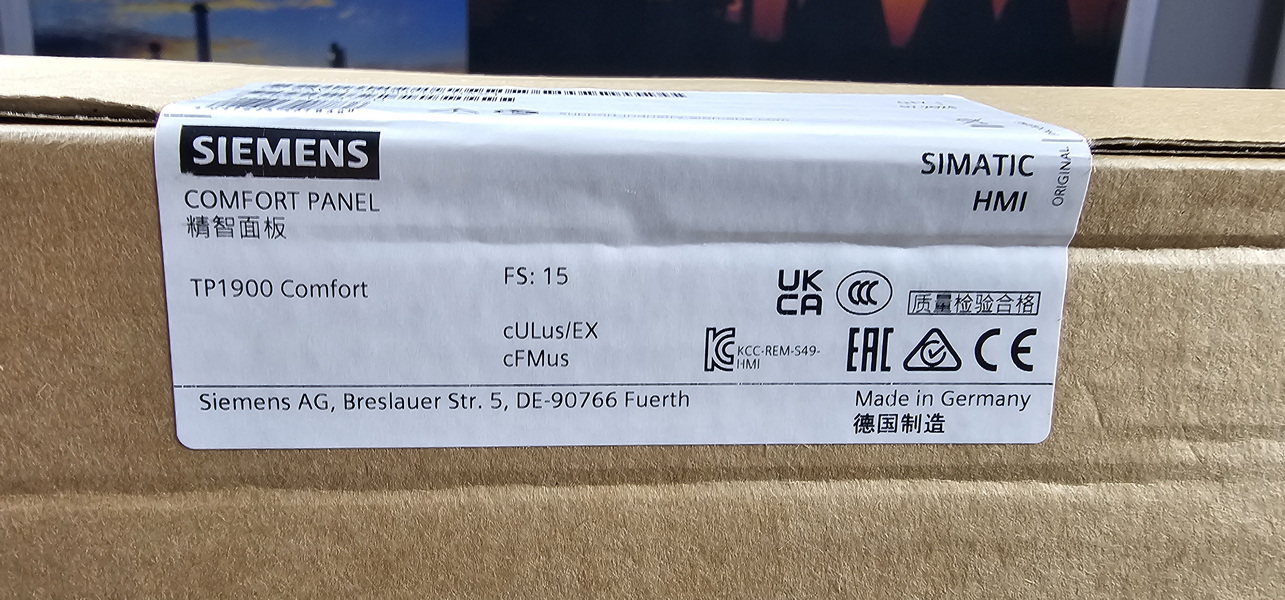 SIEMENS
SIMATIC
HMI
ORIGINAL
COMFORT PANEL
精智面板
TP1900 Comfort
FS: 15
cULus/EX
cFMus
UK
CA
CCC
质量检验合格
KC
KCC-REM-S49-
HMI
EAC
CE
Siemens AG, Breslauer Str. 5, DE-90766 Fuerth
Made in Germany
德国制造